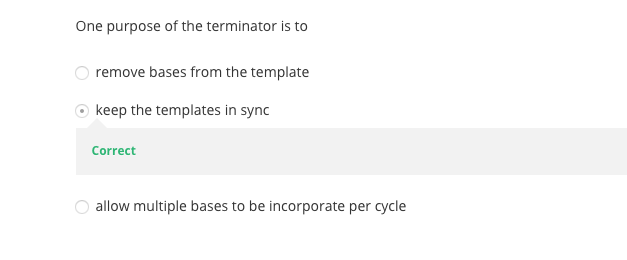 One purpose of the terminator is to
remove bases from the template
keep the templates in sync
Correct
allow multiple bases to be incorporate per cycle